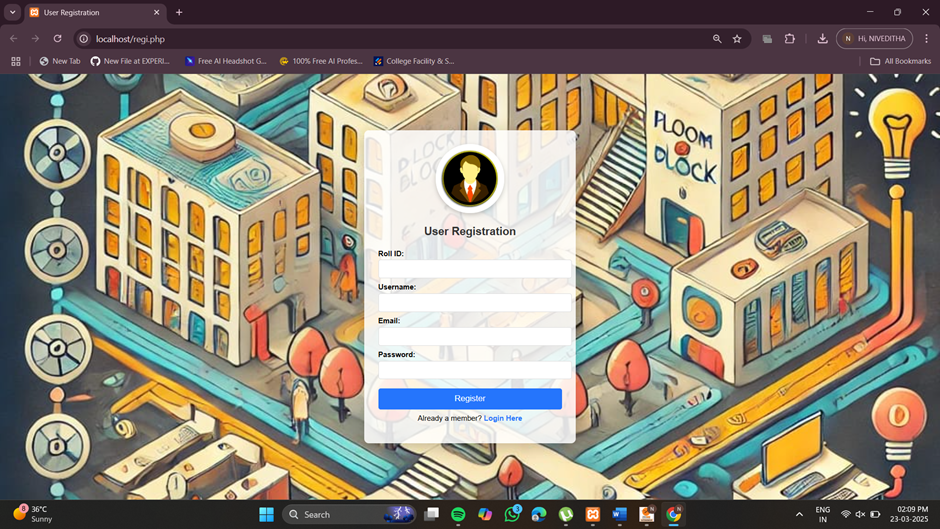 User Registration
localhost/regi.php
Hi, NIVEDITHA
New Tab
New File at EXPERI...
Free AI Headshot G...
100% Free AI Profes...
College Facility & S...
All Bookmarks
PLOOM
BLOCK
User Registration
Roll ID:
Username:
Email:
Password:
Register
Already a member? Login Here
36°C
Sunny
Search
ENG
IN
02:09 PM
23-03-2025